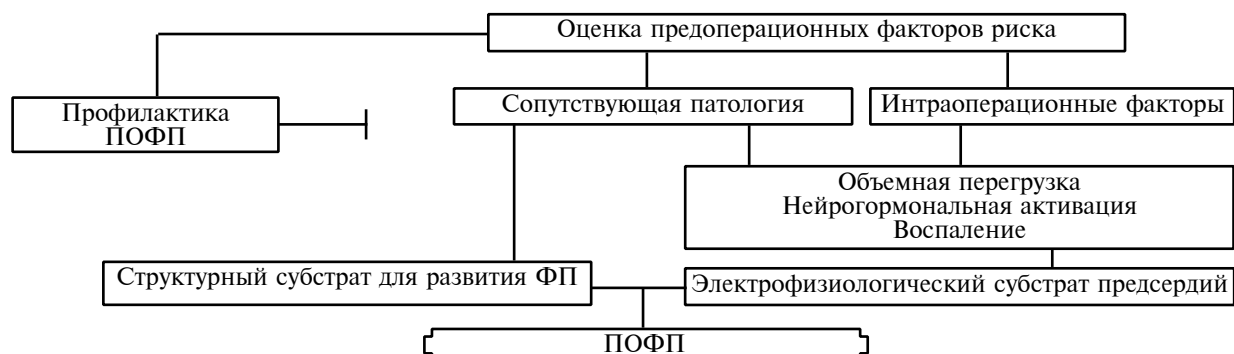 Оценка предоперационных факторов риска
Профилактика
ПОФП
Сопутствующая патология
Интраоперационные факторы
Объемная перегрузка
Нейрогормональная активация
Воспаление
Структурный субстрат для развития ФП
Электрофизиологический субстрат предсердий
ПОФП